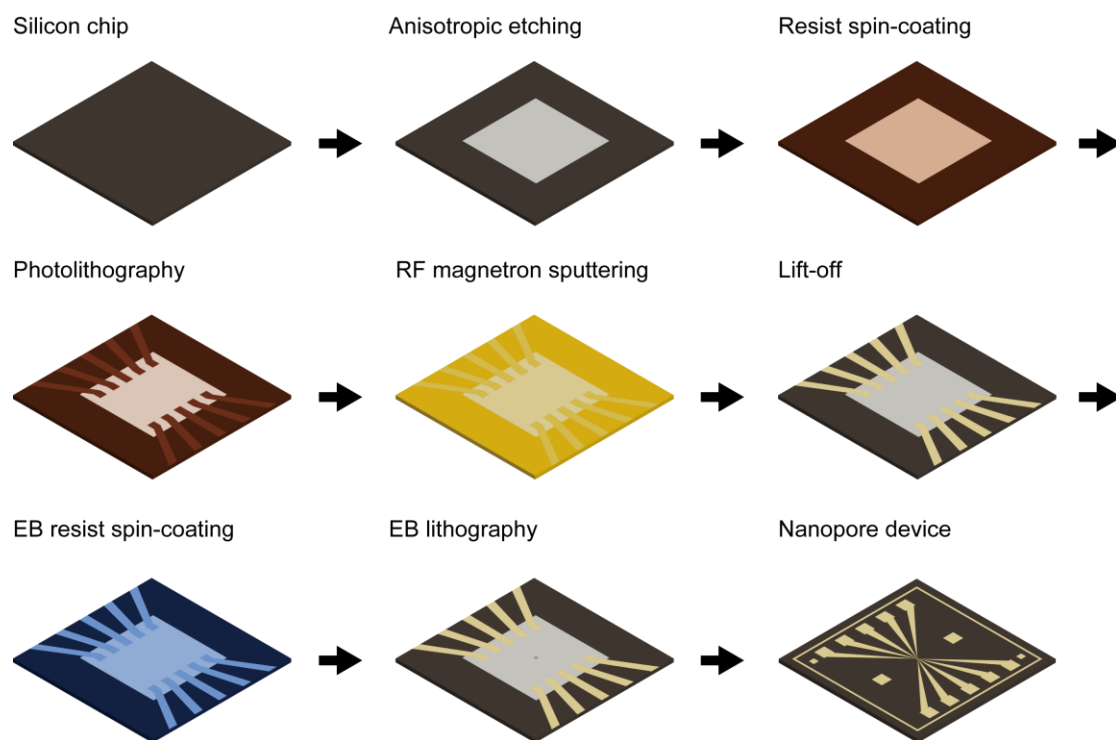 Silicon chip
Anisotropic etching
Resist spin-coating
Photolithography
RF magnetron sputtering
Lift-off
EB resist spin-coating
EB lithography
Nanopore device